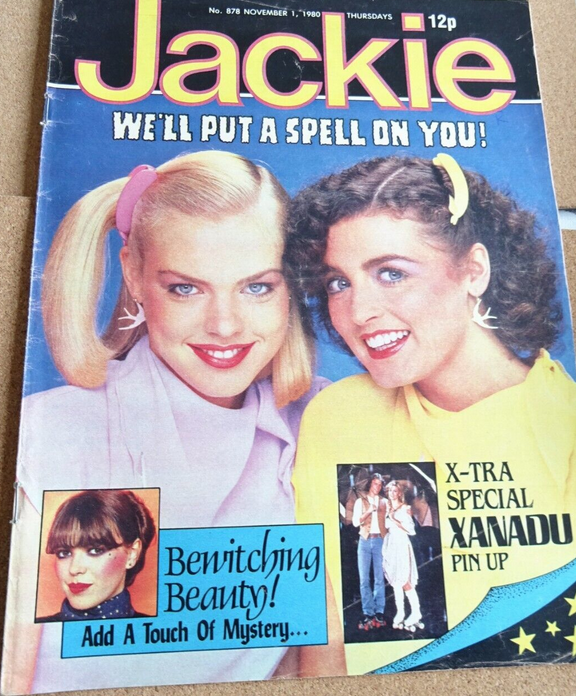 No. 878 NOVEMBER 1, 1980 THURSDAYS 12p
Jackie
WE'LL PUT A SPELL ON YOU!
X-TRA
SPECIAL
XANADU
PIN UP
Bewitching
Beauty!
Add A Touch Of Mystery...